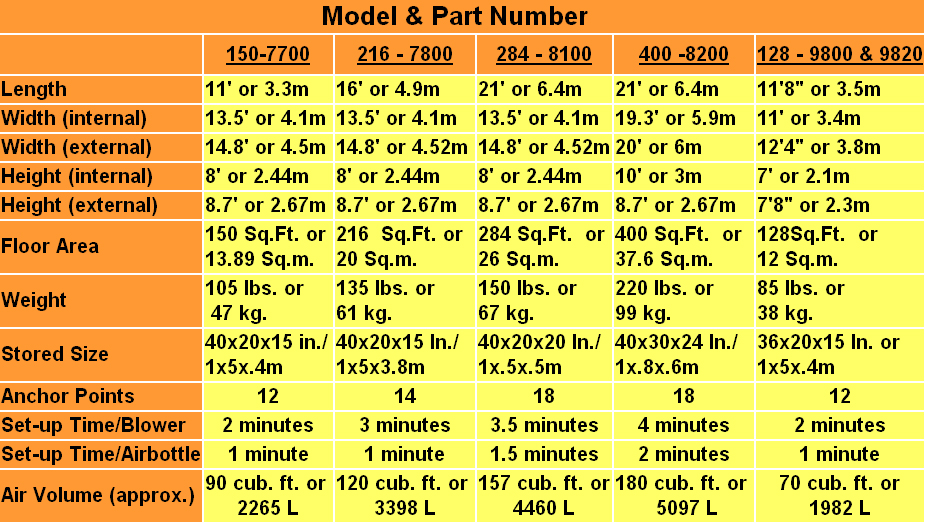 Model & Part Number
150-7700 216 - 7800 284 - 8100 400 -8200 128 - 9800 & 9820
Length 11' or 3.3m 16' or 4.9m 21' or 6.4m 21' or 6.4m 11'8" or 3.5m
Width (internal) 13.5' or 4.1m 13.5' or 4.1m 13.5' or 4.1m 19.3' or 5.9m 11' or 3.4m
Width (external) 14.8' or 4.5m 14.8' or 4.52m 14.8' or 4.52m 20' or 6m 12'4" or 3.8m
Height (internal) 8' or 2.44m 8' or 2.44m 8' or 2.44m 10' or 3m 7' or 2.1m
Height (external) 8.7' or 2.67m 8.7' or 2.67m 8.7' or 2.67m 8.7' or 2.67m 7'8" or 2.3m
Floor Area 150 Sq.Ft. or 216 Sq.Ft. or 284 Sq.Ft. or 400 Sq.Ft. or 128Sq.Ft. or
13.89 Sq.m. 20 Sq.m. 26 Sq.m. 37.6 Sq.m. 12 Sq.m.
Weight 105 lbs. or 135 lbs. or 150 lbs. or 220 lbs. or 85 lbs. or
47 kg. 61 kg. 67 kg. 99 kg. 38 kg.
Stored Size 40x20x15 in./ 40x20x15 In./ 40x20x20 In./ 40x30x24 In./ 36x20x15 In. or
1x5x.4m 1x5x3.8m 1x.5x.5m 1x.8x.6m 1x5x.4m
Anchor Points 12 14 18 18 12
Set-up Time/Blower 2 minutes 3 minutes 3.5 minutes 4 minutes 2 minutes
Set-up Time/Airbottle 1 minute 1 minute 1.5 minutes 2 minutes 1 minute
Air Volume (approx.) 90 cub. ft. or 120 cub. ft. or 157 cub. ft. or 180 cub. ft. or 70 cub. ft. or
2265 L 3398 L 4460 L 5097 L 1982 L